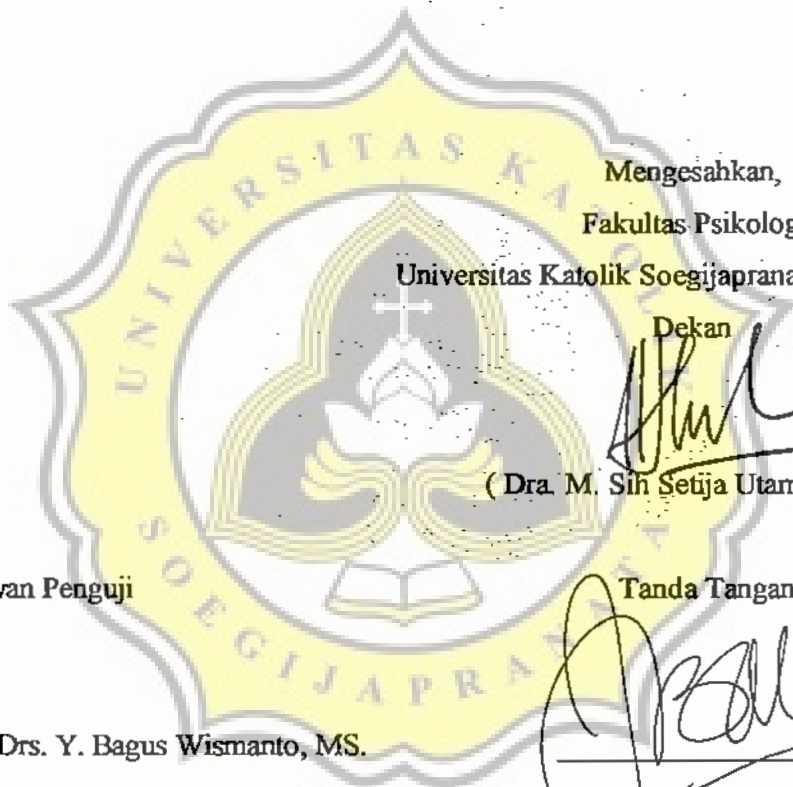 UNIVERSITAS KATOLIK
SOEGIJAPRANATA
Mengesahkan,
Fakultas Psikolog
Universitas Katolik Soegijaprana
Dekan
( Dra. M. Sih Setija Utam
van Penguji
Tanda Tangan
Drs. Y. Bagus Wismanto, MS.